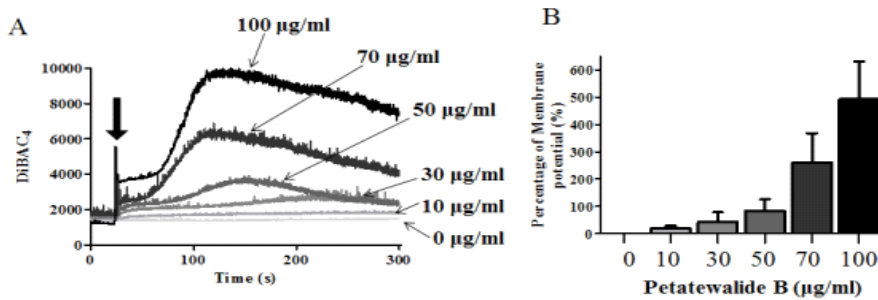 A
100 µg/ml
70 µg/ml
50 µg/ml
30 µg/ml
10 µg/ml
0 µg/ml
10000
8000
6000
4000
2000
0
DiBAC4
0
100
200
300
Time (s)
B
600
500
400
300
200
100
0
Percentage of Membrane
potential (%)
0 10 30 50 70 100
Petatewalide B (µg/ml)